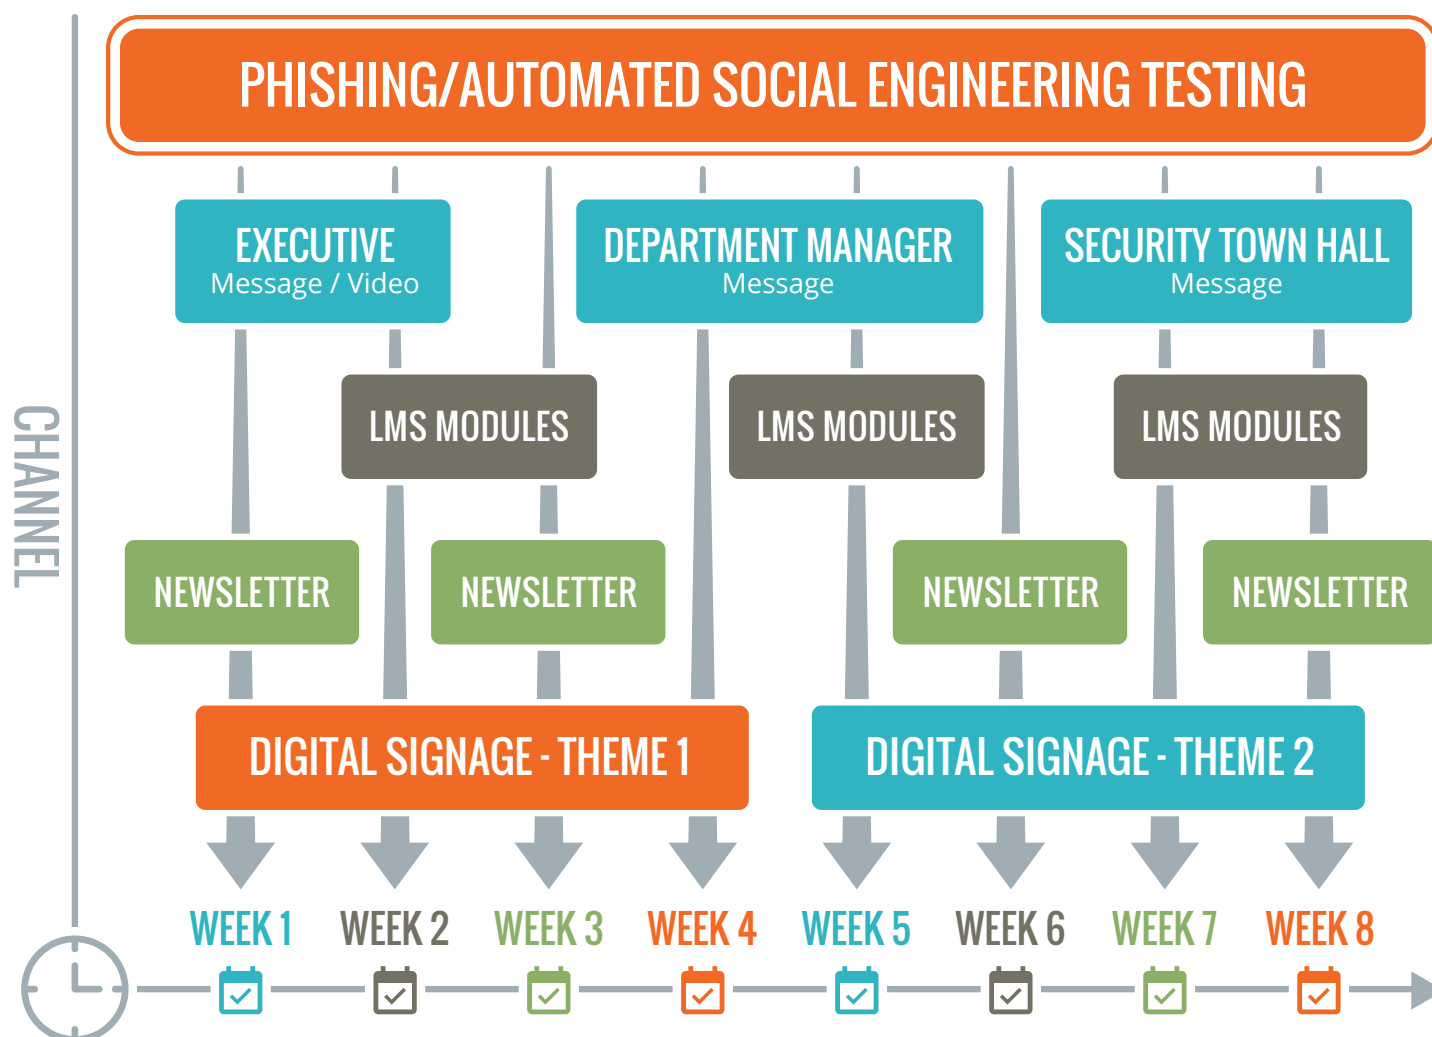 PHISHING/AUTOMATED SOCIAL ENGINEERING TESTING
EXECUTIVE
Message / Video
DEPARTMENT MANAGER
Message
SECURITY TOWN HALL
Message
LMS MODULES
LMS MODULES
LMS MODULES
CHANNEL
NEWSLETTER
NEWSLETTER
NEWSLETTER
NEWSLETTER
DIGITAL SIGNAGE - THEME 1
DIGITAL SIGNAGE - THEME 2
WEEK 1
WEEK 2
WEEK 3
WEEK 4
WEEK 5
WEEK 6
WEEK 7
WEEK 8